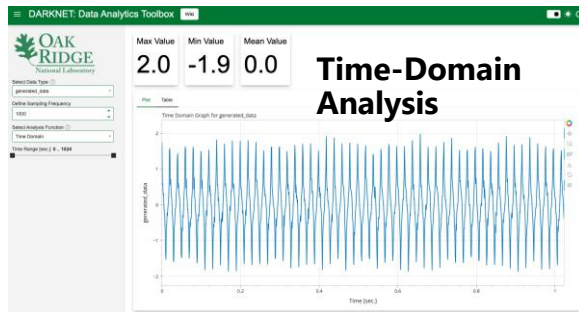 DARKNET: Data Analytics Toolbox
Wiki
OAK
RIDGE
National Laboratory
Select Data Type
generated_data
Define Sampling Frequency
1000
Select Analysis Function
Time Domain
Time Range (sec.): 0 .. 1024
Max Value
2.0
Min Value
-1.9
Mean Value
0.0
Time-Domain
Analysis
Plot
Table
Time Domain Graph for generated_data
generated_data
2
1
0
-1
-2
0
0.2
0.4
0.6
0.8
1
Time (sec.)